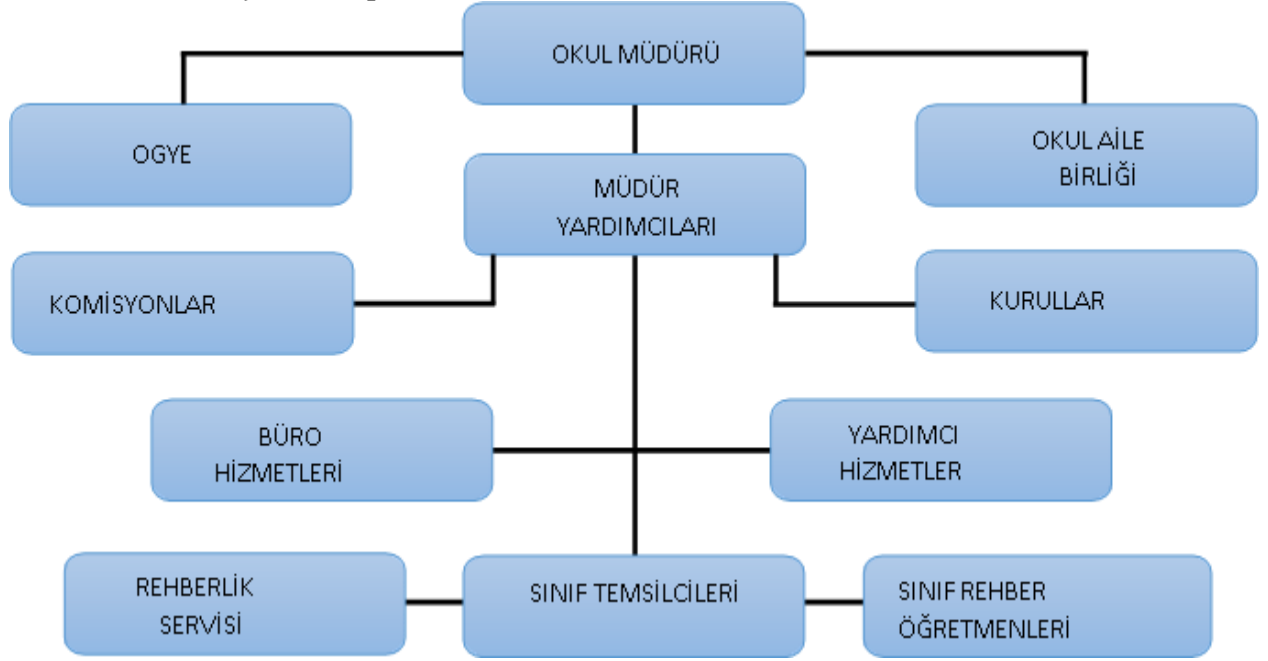 OKUL MÜDÜRÜ
OGYE
OKUL AİLE
BİRLİĞİ
MÜDÜR
YARDIMCILARI
KOMİSYONLAR
KURULLAR
BÜRO
HİZMETLERİ
YARDIMCI
HİZMETLER
REHBERLİK
SERVİSİ
SINIF TEMSİLCİLERİ
SINIF REHBER
ÖĞRETMENLERİ